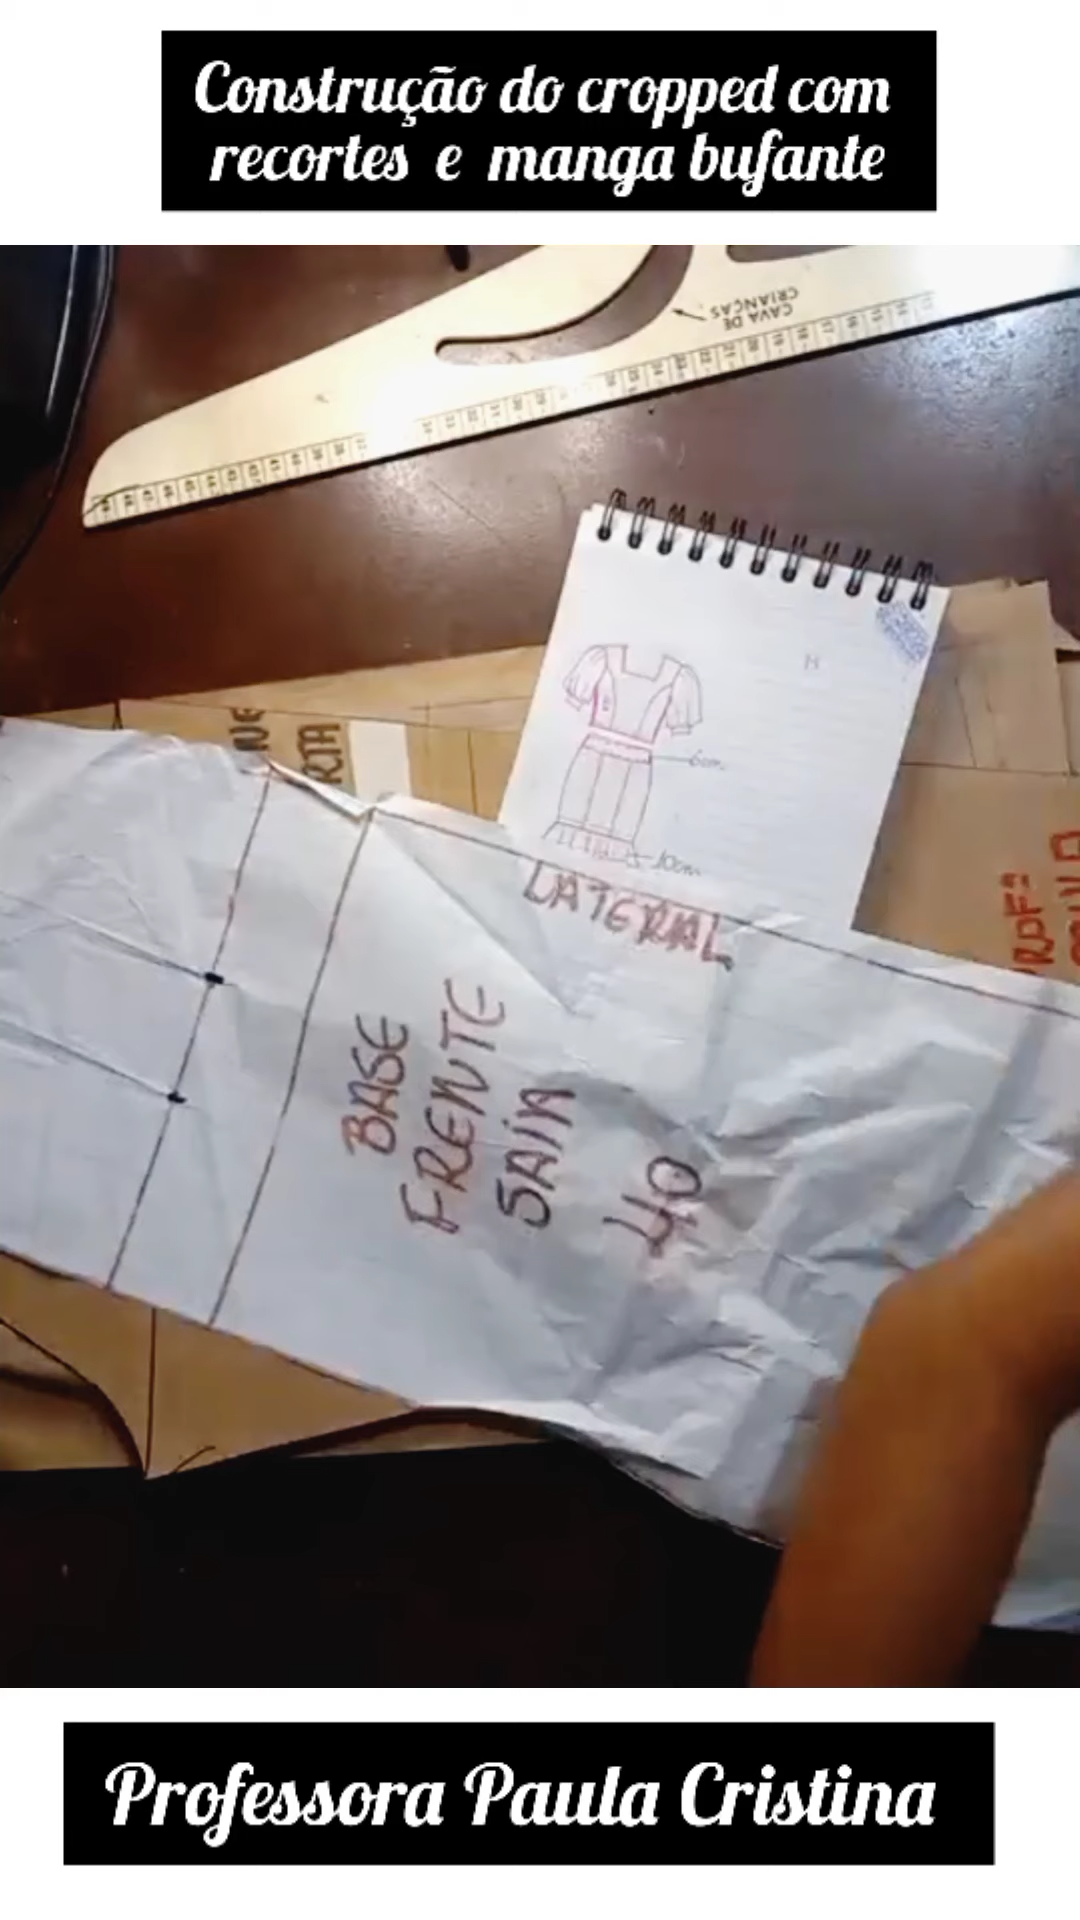 Construção do cropped com
recortes e manga bufante
CAVA DE
CRIANÇAS
6cm
10cm
LATERAL
BASE
FRENTE
SAIA
40
Professora Paula Cristina